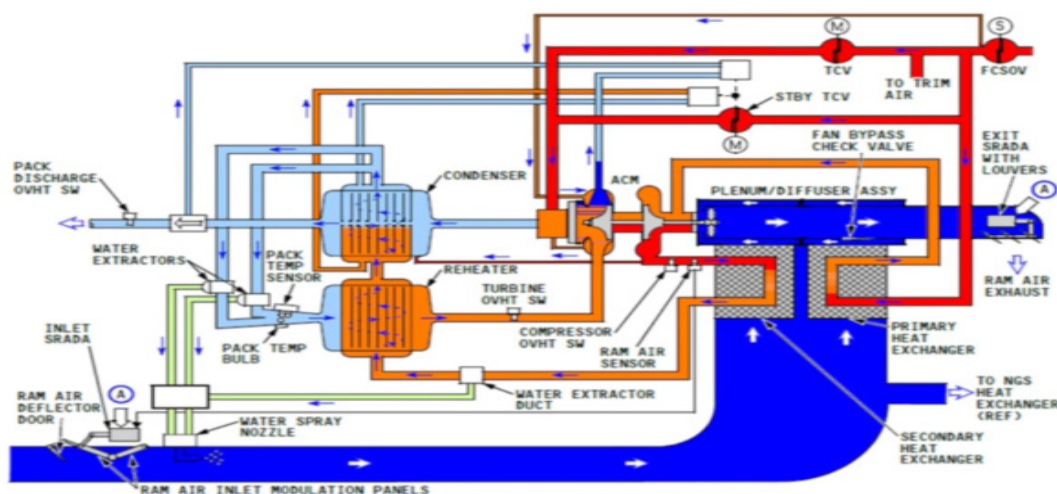 M
S
TCV
TO TRIM
AIR
FCSOV
STBY TCV
M
FAN BYPASS
CHECK VALVE
EXIT
SRADA
WITH
LOUVERS
A
PACK
DISCHARGE
OVHT SW
CONDENSER
ACM
PLENUM/DIFFUSER ASSY
WATER
EXTRACTORS
PACK
TEMP
SENSOR
REHEATER
TURBINE
OVHT SW
RAM AIR
EXHAUST
INLET
SRADA
PACK TEMP
BULB
COMPRESSOR
OVHT SW
RAM AIR
SENSOR
PRIMARY
HEAT
EXCHANGER
A
RAM AIR
DEFLECTOR
DOOR
WATER SPRAY
NOZZLE
WATER EXTRACTOR
DUCT
TO NGS
HEAT
EXCHANGER
(REF)
SECONDARY
HEAT
EXCHANGER
RAM AIR INLET MODULATION PANELS